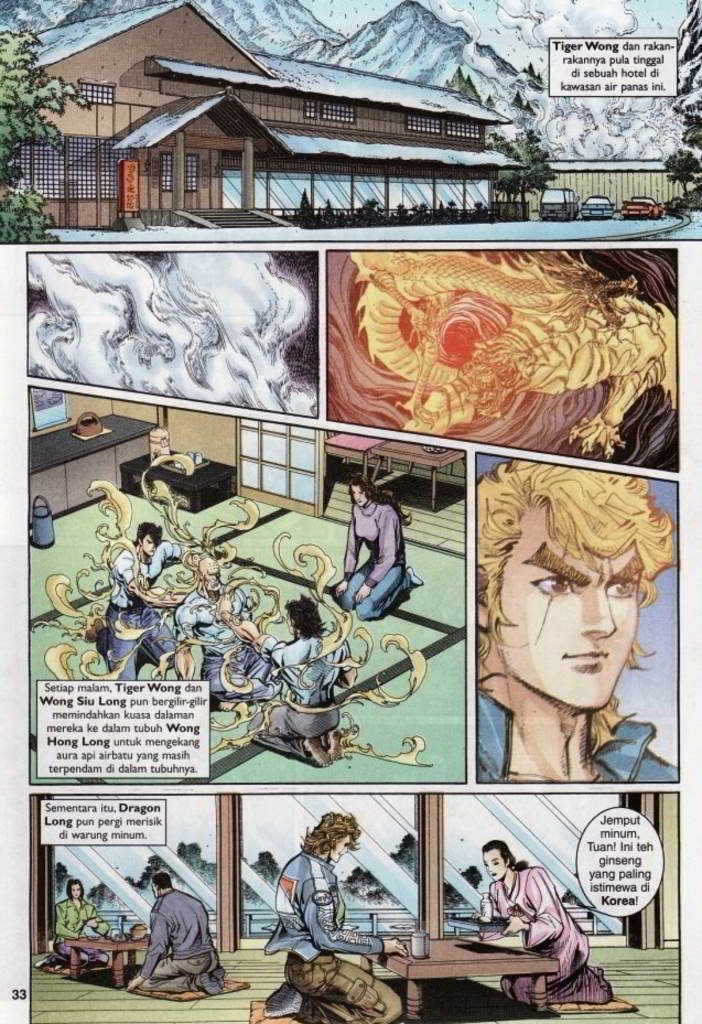 Tiger Wong dan rakan-
rakannya pula tinggal
di sebuah hotel di
kawasan air panas ini.
Setiap malam, Tiger Wong dan
Wong Siu Long pun bergilir-gilir
memindahkan kuasa dalaman
mereka ke dalam tubuh Wong
Hong Long untuk mengekang
aura api airbatu yang masih
terpendam di dalam tubuhnya.
Sementara itu, Dragon
Long pun pergi merisik
di warung minum.
Jemput
minum,
Tuan! Ini teh
ginseng
yang paling
istimewa di
Korea!
33